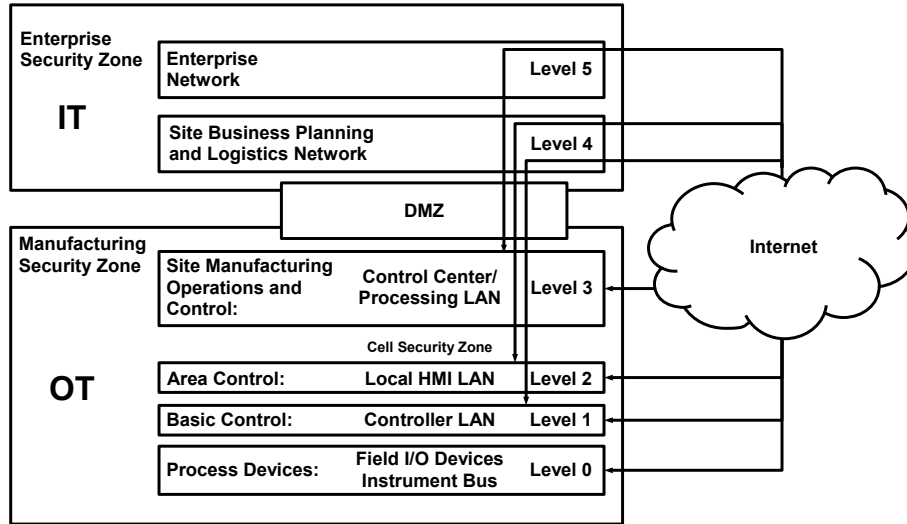 Enterprise
Security Zone
IT
Enterprise
Network
Level 5
Site Business Planning
and Logistics Network
Level 4
DMZ
Internet
Manufacturing
Security Zone
OT
Site Manufacturing
Operations and
Control:
Control Center/
Processing LAN
Level 3
Cell Security Zone
Area Control:
Local HMI LAN
Level 2
Basic Control:
Controller LAN
Level 1
Process Devices:
Field I/O Devices
Instrument Bus
Level 0